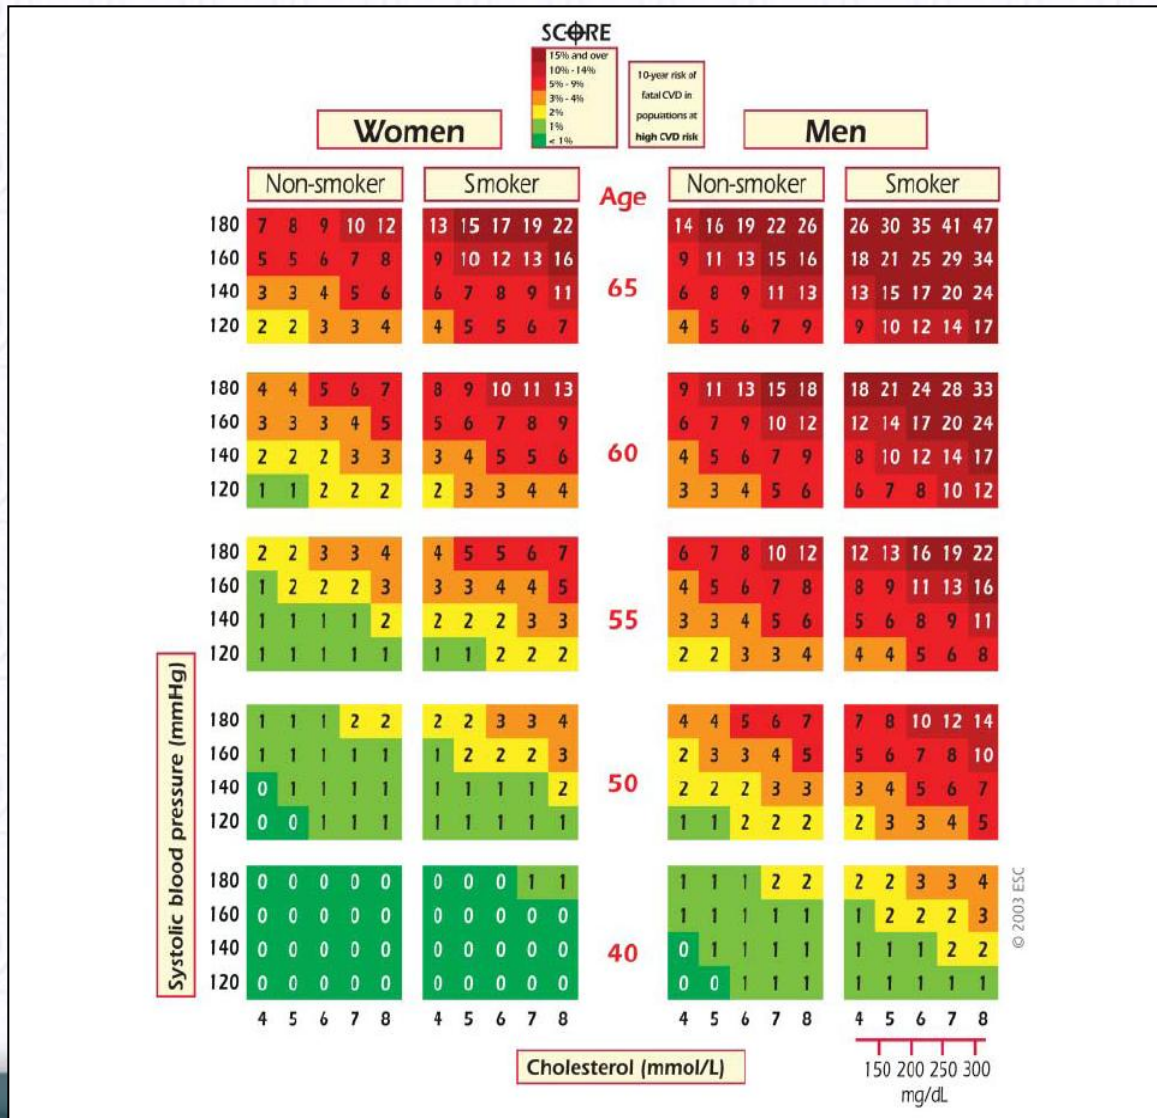 SCORE
15% and over
10% - 14%
5% - 9%
3% - 4%
2%
1%
< 1%
10-year risk of
fatal CVD in
populations at
high CVD risk
Women
Men
Non-smoker Smoker Age Non-smoker Smoker
180 7 8 9 10 12 13 15 17 19 22 14 16 19 22 26 26 30 35 41 47
160 5 5 6 7 8 9 10 12 13 16 9 11 13 15 16 18 21 25 29 34
65
140 3 3 4 5 6 6 7 8 9 11 6 8 9 11 13 13 15 17 20 24
120 2 2 3 3 4 4 5 5 6 7 4 5 6 7 9 9 10 12 14 17
180 4 4 5 6 7 8 9 10 11 13 9 11 13 15 18 18 21 24 28 33
160 3 3 3 4 5 5 6 7 8 9 6 7 9 10 12 12 14 17 20 24
60
140 2 2 2 3 3 3 4 5 5 6 4 5 6 7 9 8 10 12 14 17
120 1 1 2 2 2 2 3 3 4 4 3 3 4 5 6 6 7 8 10 12
180 2 2 3 3 4 4 5 5 6 7 6 7 8 10 12 12 13 16 19 22
160 1 2 2 2 3 3 3 4 4 5 4 5 6 7 8 8 9 11 13 16
55
140 1 1 1 1 2 2 2 2 3 3 3 3 4 5 6 5 6 8 9 11
120 1 1 1 1 1 1 1 2 2 2 2 2 3 3 4 4 4 5 6 8
180 1 1 1 2 2 2 2 3 3 4 4 4 5 6 7 7 8 10 12 14
160 1 1 1 1 1 1 2 2 2 3 2 3 3 4 5 5 6 7 8 10
50
140 0 1 1 1 1 1 1 1 1 2 2 2 2 3 3 3 4 5 6 7
120 0 0 1 1 1 1 1 1 1 1 1 1 2 2 2 2 3 3 4 5
180 0 0 0 0 0 0 0 0 1 1 1 1 1 2 2 2 2 3 3 4
160 0 0 0 0 0 0 0 0 0 0 1 1 1 1 1 1 2 2 2 3
40
140 0 0 0 0 0 0 0 0 0 0 0 1 1 1 1 1 1 1 2 2
120 0 0 0 0 0 0 0 0 0 0 0 0 1 1 1 1 1 1 1 1
4 5 6 7 8 4 5 6 7 8 4 5 6 7 8 4 5 6 7 8
Systolic blood pressure (mmHg)
© 2003 ESC
Cholesterol (mmol/L)
150 200 250 300
mg/dL